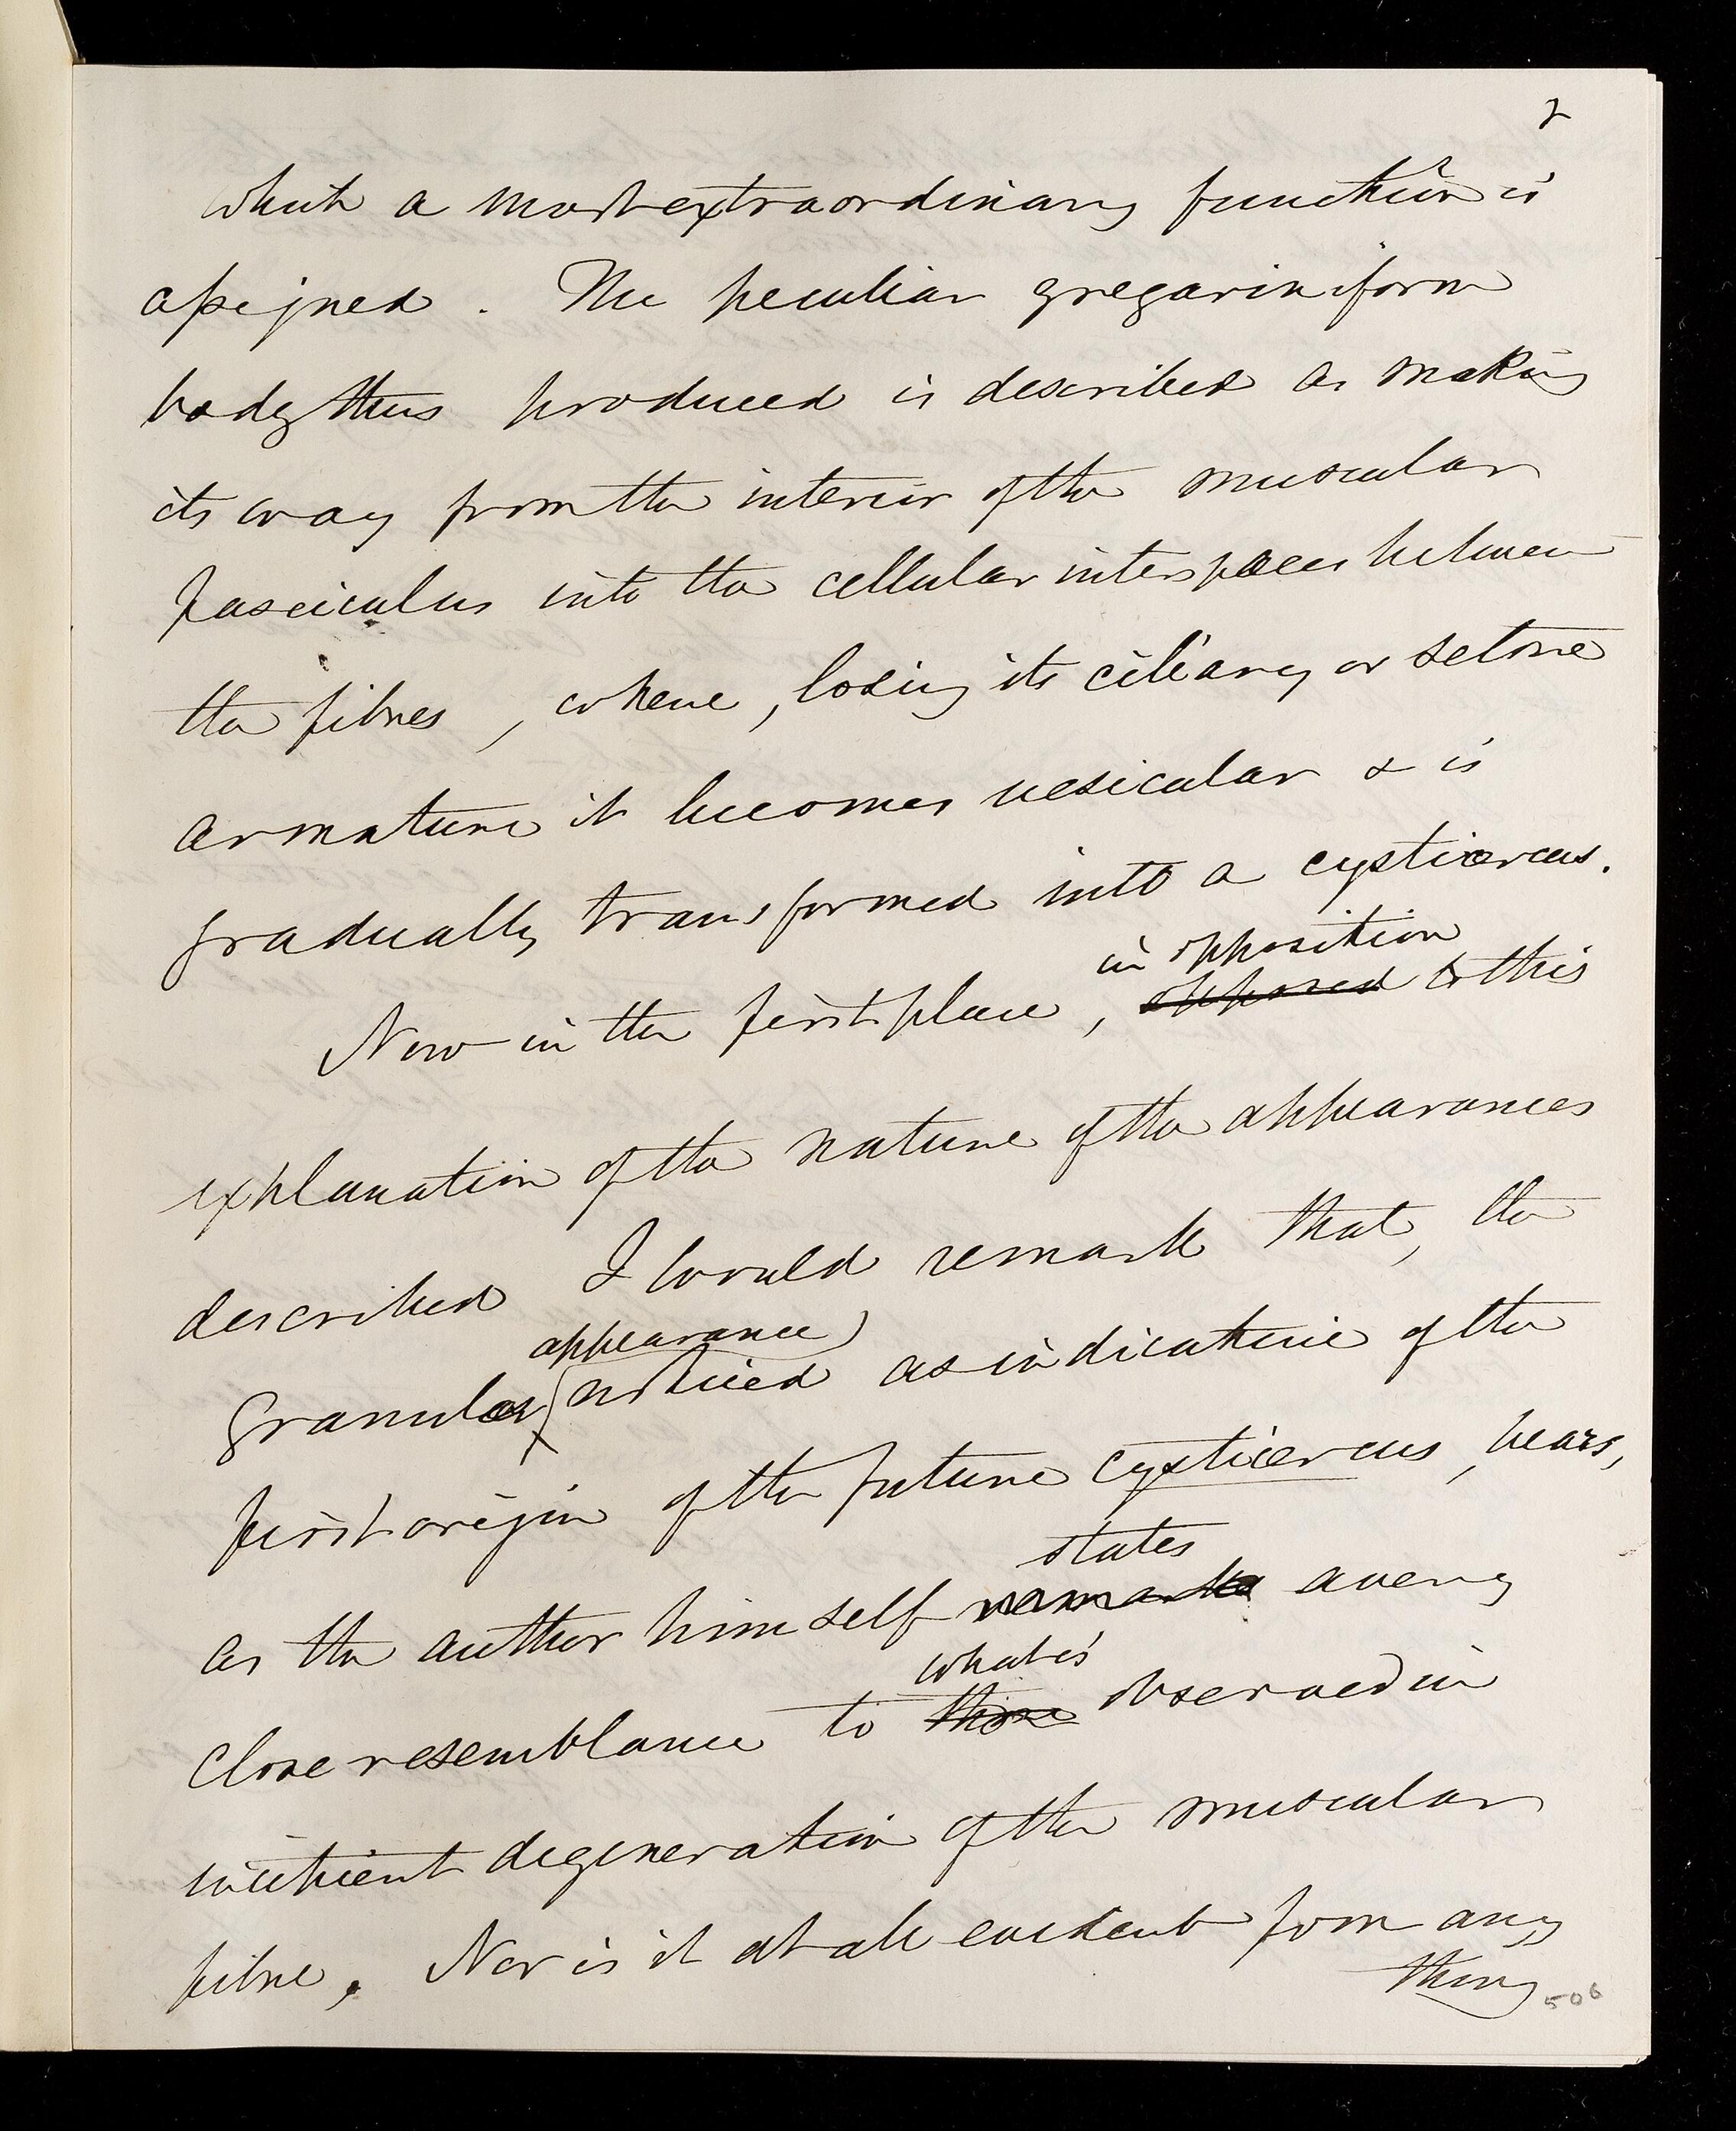 2
which a most extraordinary function is
assigned. The peculiar gregariniform
body thus produced is described as making
its way from the interior of the muscular
fasciculus into the cellular interspaces between
the fibres, where, losing its ciliary or setose
armature it becomes vesicular & is
gradually transformed into a cysticercus.
in opposition
Now in the first place, opposed to this
explanation of the nature of the appearances
described I would remark that, the
appearance
granular noticed as indicative of the
first origin of the future cysticercus, bears,
states
as the author himself remarks a very
what is
close resemblance to those observed in
incipient degeneration of the muscular
fibre. Nor is it at all evident from any
thing
506